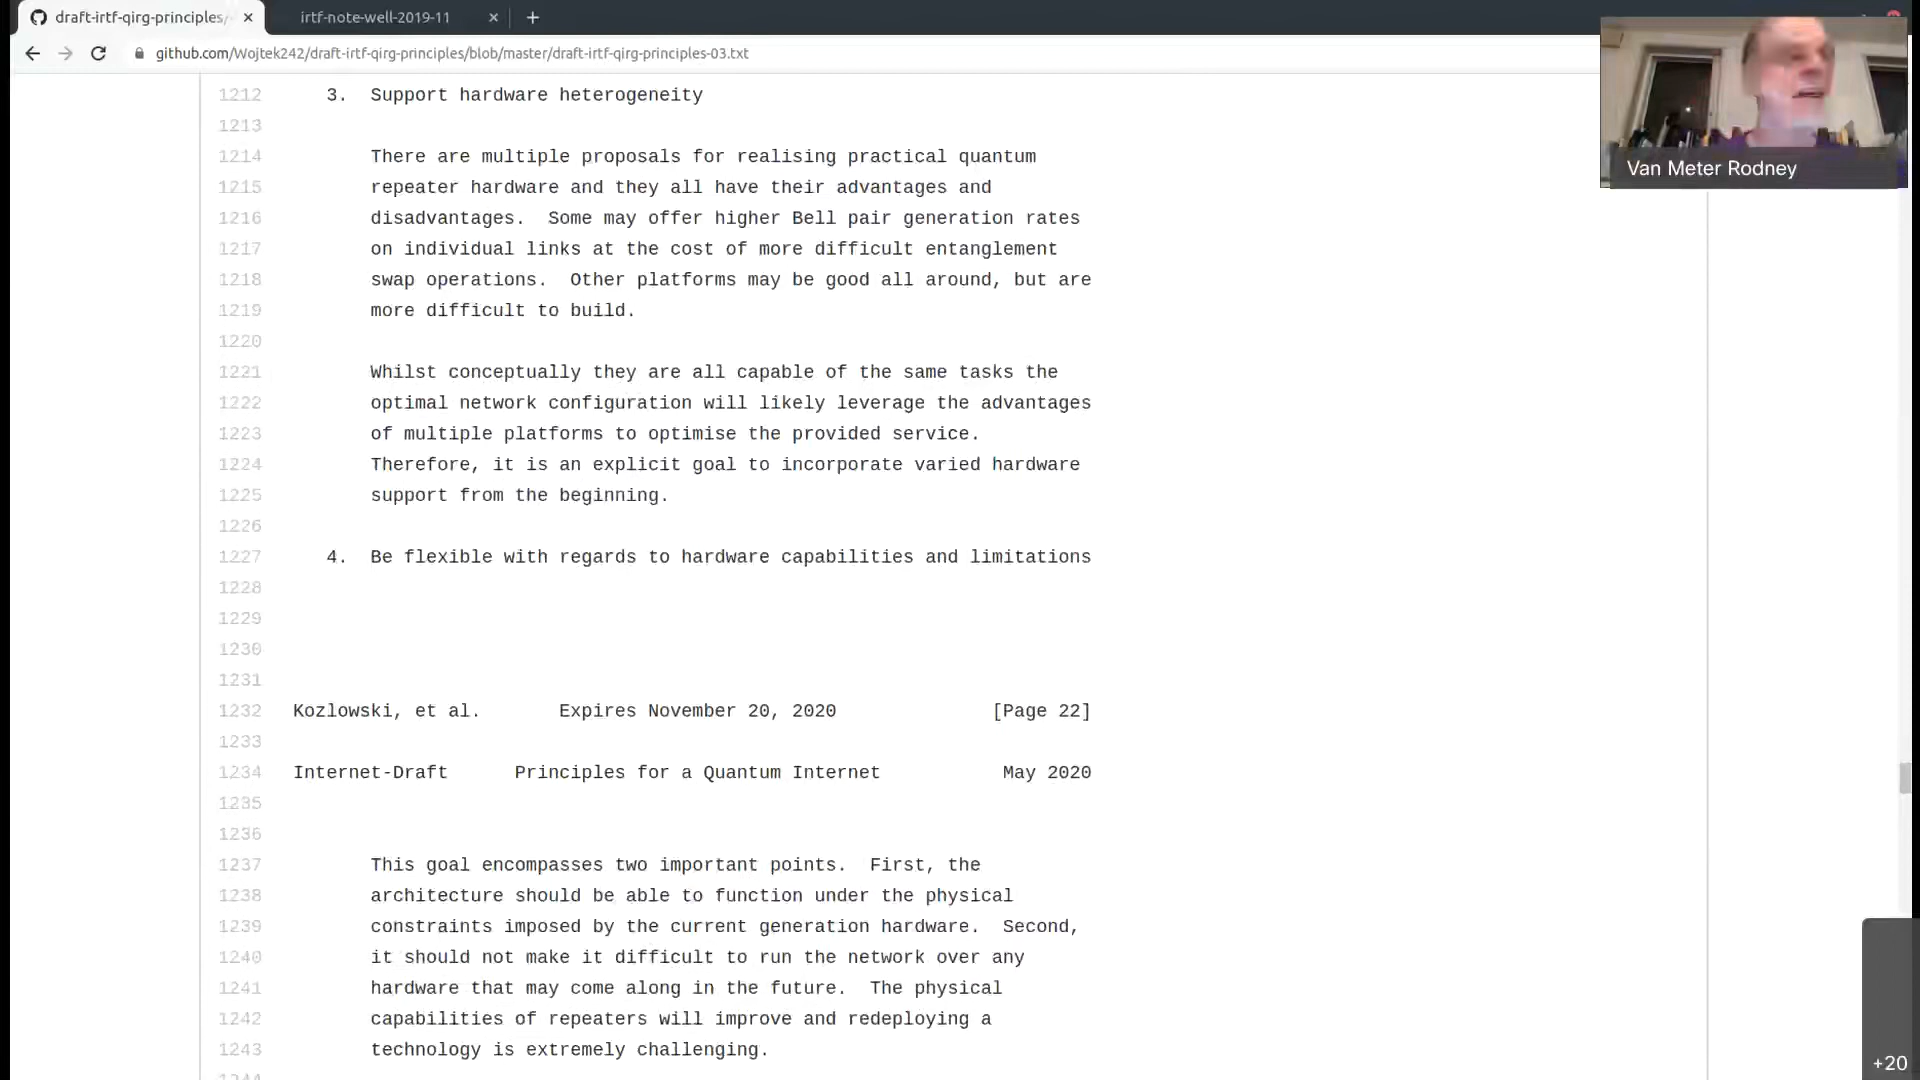 draft-irtf-qirg-principles/
irtf-note-well-2019-11
github.com/Wojtek242/draft-irtf-qirg-principles/blob/master/draft-irtf-qirg-principles-03.txt
Van Meter Rodney
1212 3. Support hardware heterogeneity
1213
1214 There are multiple proposals for realising practical quantum
1215 repeater hardware and they all have their advantages and
1216 disadvantages. Some may offer higher Bell pair generation rates
1217 on individual links at the cost of more difficult entanglement
1218 swap operations. Other platforms may be good all around, but are
1219 more difficult to build.
1220
1221 Whilst conceptually they are all capable of the same tasks the
1222 optimal network configuration will likely leverage the advantages
1223 of multiple platforms to optimise the provided service.
1224 Therefore, it is an explicit goal to incorporate varied hardware
1225 support from the beginning.
1226
1227 4. Be flexible with regards to hardware capabilities and limitations
1228
1229
1230
1231
1232 Kozlowski, et al. Expires November 20, 2020 [Page 22]
1233
1234 Internet-Draft Principles for a Quantum Internet May 2020
1235
1236
1237 This goal encompasses two important points. First, the
1238 architecture should be able to function under the physical
1239 constraints imposed by the current generation hardware. Second,
1240 it should not make it difficult to run the network over any
1241 hardware that may come along in the future. The physical
1242 capabilities of repeaters will improve and redeploying a
1243 technology is extremely challenging.
1244
+20